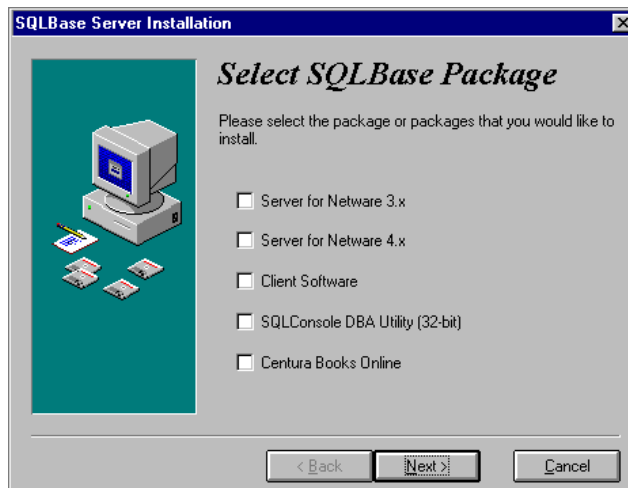 SQLBase Server Installation
Select SQLBase Package
Please select the package or packages that you would like to
install.
Server for Netware 3.x
Server for Netware 4.x
Client Software
SQLConsole DBA Utility (32-bit)
Centura Books Online
< Back
Next >
Cancel